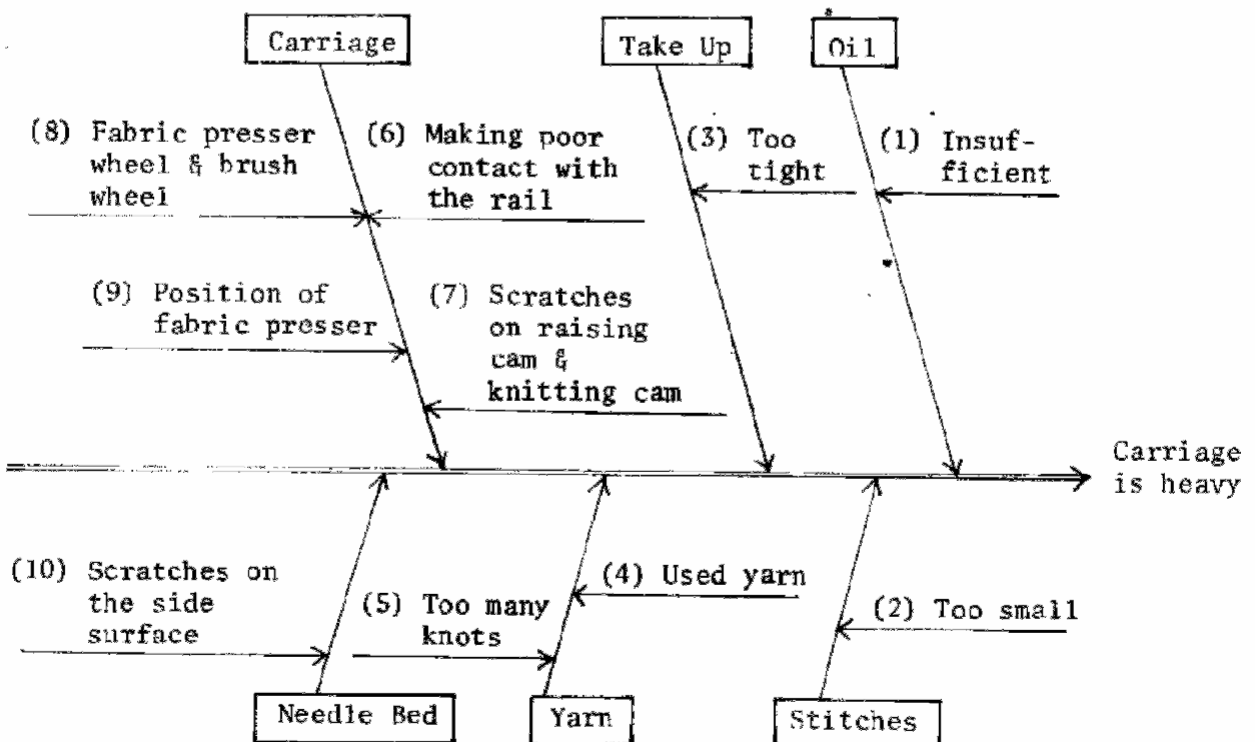 Carriage
Take Up
Oil
(8) Fabric presser
wheel & brush
wheel
(6) Making poor
contact with
the rail
(3) Too
tight
(1) Insuf-
ficient
(9) Position of
fabric presser
(7) Scratches
on raising
cam &
knitting cam
Carriage
is heavy
(10) Scratches on
the side
surface
(5) Too many
knots
(4) Used yarn
(2) Too small
Needle Bed
Yarn
Stitches